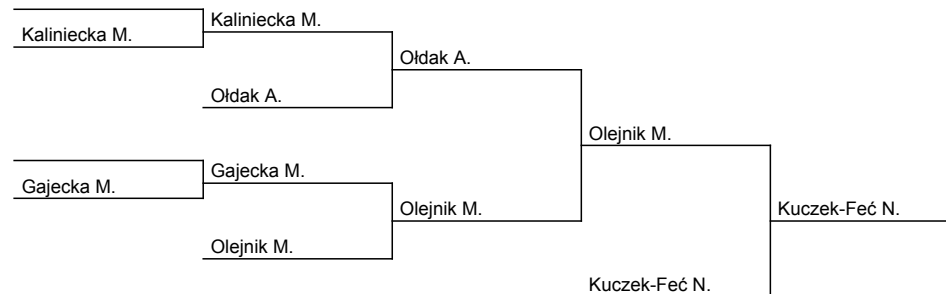 Kaliniecka M.
Kaliniecka M.
Ołdak A.
Ołdak A.
Olejnik M.
Gajecka M.
Gajecka M.
Olejnik M.
Kuczek-Feć N.
Olejnik M.
Kuczek-Feć N.